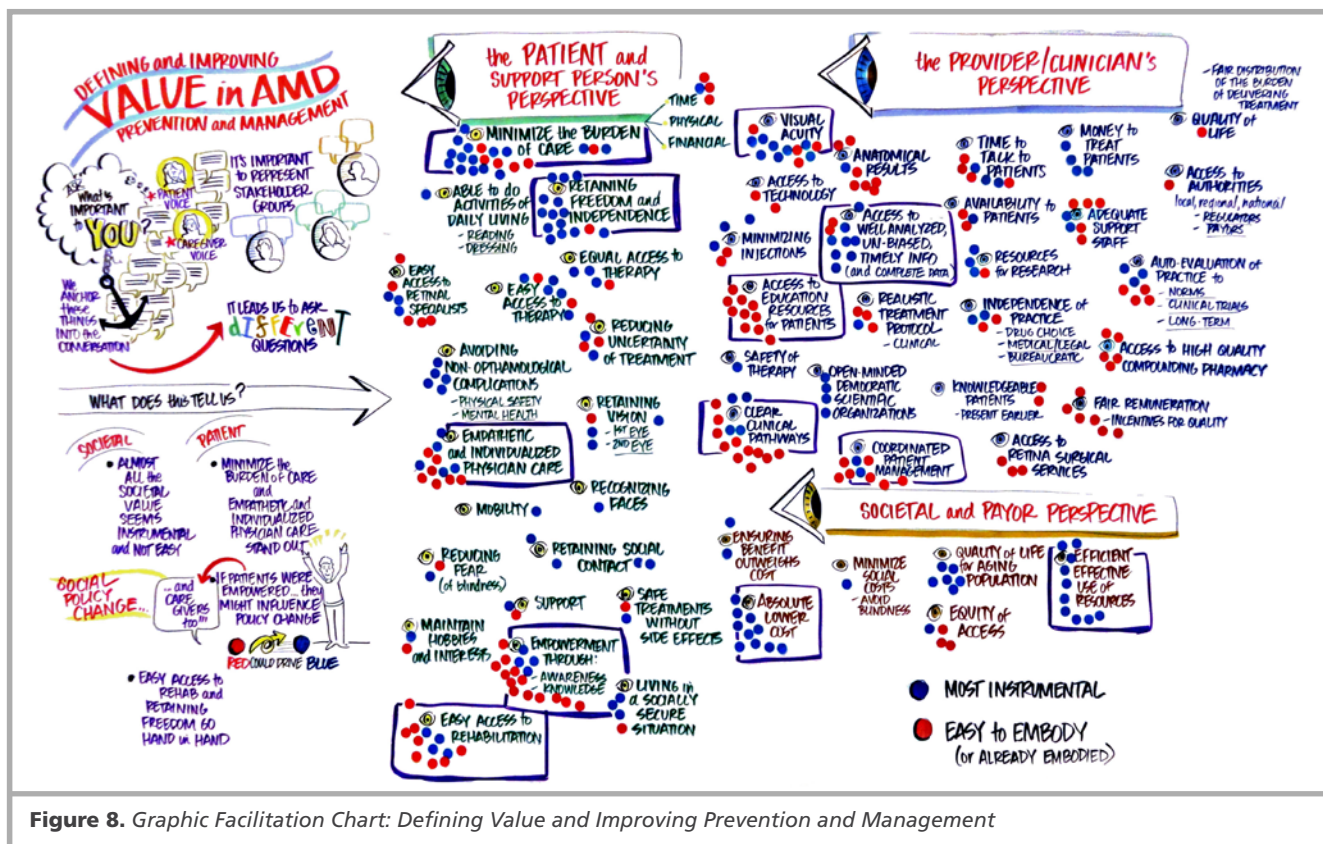 DEFINING and IMPROVING
VALUE in AMD
PREVENTION and MANAGEMENT
What's
IMPORTANT
to
YOU?
PATIENT
VOICE
CAREGIVER
VOICE
IT'S IMPORTANT
to REPRESENT
STAKEHOLDER
GROUPS
We
ANCHOR
these
THINGS
INTO the
CONVERSATION
IT LEADS US to ASK
diFFERENT
QUESTIONS
WHAT DOES this TELL US?
SOCIETAL
• ALMOST
ALL the
SOCIETAL
VALUE
SEEMS
INSTRUMENTAL
and NOT EASY
PATIENT
• MINIMIZE the
BURDEN of CARE
and
EMPATHETIC and
INDIVIDUALIZED
PHYSICIAN CARE
STAND OUT
SOCIAL
POLICY
CHANGE...
...and
CARE
GIVERS
too!!!
• IF PATIENTS WERE
EMPOWERED... they
MIGHT INFLUENCE
POLICY CHANGE
RED COULD DRIVE BLUE
• EASY ACCESS to
REHAB and
RETAINING
FREEDOM GO
HAND in HAND
the PATIENT and
SUPPORT PERSON'S
PERSPECTIVE
TIME
PHYSICAL
FINANCIAL
MINIMIZE the BURDEN
of CARE
ABLE to do
ACTIVITIES of
DAILY LIVING
- READING
- DRESSING
RETAINING
FREEDOM and
INDEPENDENCE
EQUAL ACCESS to
THERAPY
EASY
ACCESS to
RETINAL
SPECIALISTS
EASY
ACCESS to
THERAPY
REDUCING
UNCERTAINTY
of TREATMENT
AVOIDING
NON-OPTHAMOLOGICAL
COMPLICATIONS
- PHYSICAL SAFETY
- MENTAL HEALTH
RETAINING
VISION
- 1ST EYE
- 2ND EYE
EMPATHETIC
and INDIVIDUALIZED
PHYSICIAN CARE
RECOGNIZING
FACES
MOBILITY
REDUCING
FEAR
(of blindness)
RETAINING SOCIAL
CONTACT
SUPPORT
SAFE
TREATMENTS
WITHOUT
SIDE EFFECTS
MAINTAIN
HOBBIES
and INTERESTS
EMPOWERMENT
THROUGH:
- AWARENESS
- KNOWLEDGE
LIVING in
a SOCIALLY
SECURE
SITUATION
EASY ACCESS to
REHABILITATION
the PROVIDER/CLINICIAN'S
PERSPECTIVE
- FAIR DISTRIBUTION
OF THE BURDEN
OF DELIVERING
TREATMENT
QUALITY of
LIFE
VISUAL
ACUITY
ANATOMICAL
RESULTS
TIME to
TALK to
PATIENTS
MONEY to
TREAT
PATIENTS
ACCESS to
TECHNOLOGY
ACCESS to
AUTHORITIES
local, regional, national
- REGULATORS
- PAYORS
MINIMIZING
INJECTIONS
ACCESS to
WELL ANALYZED,
UN-BIASED,
TIMELY INFO
(and COMPLETE DATA)
AVAILABILITY to
PATIENTS
ADEQUATE
SUPPORT
STAFF
RESOURCES
for RESEARCH
AUTO-EVALUATION of
PRACTICE to
- NORMS
- CLINICAL TRIALS
- LONG-TERM
ACCESS to
EDUCATION
RESOURCES
for PATIENTS
REALISTIC
TREATMENT
PROTOCOL
- CLINICAL
INDEPENDENCE of
PRACTICE
- DRUG CHOICE
- MEDICAL/LEGAL
- BUREAUCRATIC
ACCESS to HIGH QUALITY
COMPOUNDING PHARMACY
SAFETY of
THERAPY
OPEN-MINDED
DEMOCRATIC
SCIENTIFIC
ORGANIZATIONS
KNOWLEDGEABLE
PATIENTS
- PRESENT EARLIER
FAIR REMUNERATION
- INCENTIVES for QUALITY
CLEAR
CLINICAL
PATHWAYS
COORDINATED
PATIENT
MANAGEMENT
ACCESS to
RETINA SURGICAL
SERVICES
SOCIETAL and PAYOR PERSPECTIVE
ENSURING
BENEFIT
OUTWEIGHS
COST
MINIMIZE
SOCIAL
COSTS
- AVOID
BLINDNESS
QUALITY of LIFE
for AGING
POPULATION
EFFICIENT
EFFECTIVE
USE of
RESOURCES
ABSOLUTE
LOWER
COST
EQUITY of
ACCESS
MOST INSTRUMENTAL
EASY to EMBODY
(or ALREADY EMBODIED)
Figure 8. Graphic Facilitation Chart: Defining Value and Improving Prevention and Management